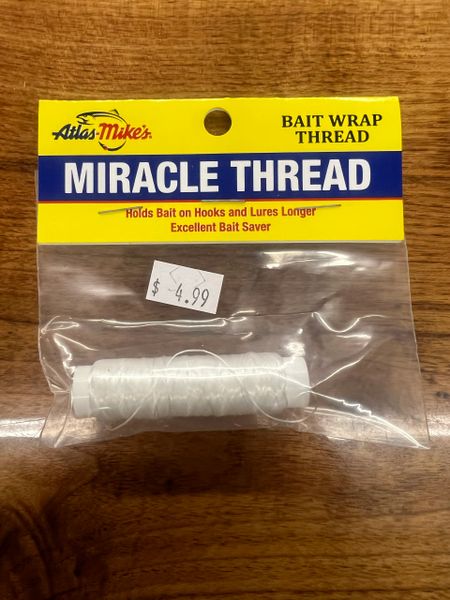 Atlas-Mike's
BAIT WRAP
THREAD
MIRACLE THREAD
Holds Bait on Hooks and Lures Longer
Excellent Bait Saver
$ 4.99